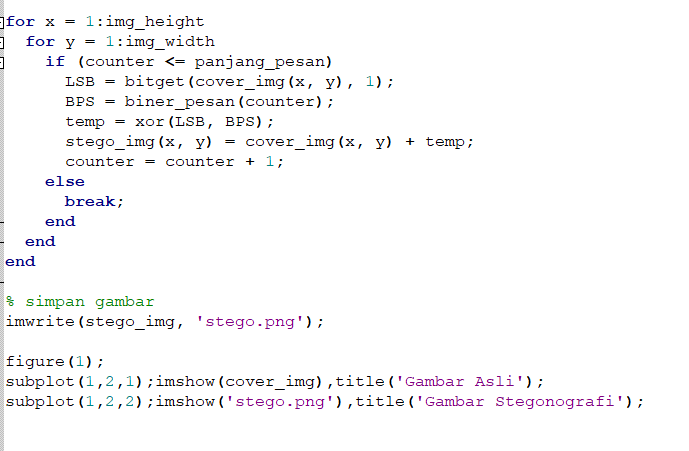 for x = 1:img_height
  for y = 1:img_width
    if (counter <= panjang_pesan)
      LSB = bitget(cover_img(x, y), 1);
      BPS = biner_pesan(counter);
      temp = xor(LSB, BPS);
      stego_img(x, y) = cover_img(x, y) + temp;
      counter = counter + 1;
    else
      break;
    end
  end
end

% simpan gambar
imwrite(stego_img, 'stego.png');

figure(1);
subplot(1,2,1);imshow(cover_img),title('Gambar Asli');
subplot(1,2,2);imshow('stego.png'),title('Gambar Stegonografi');